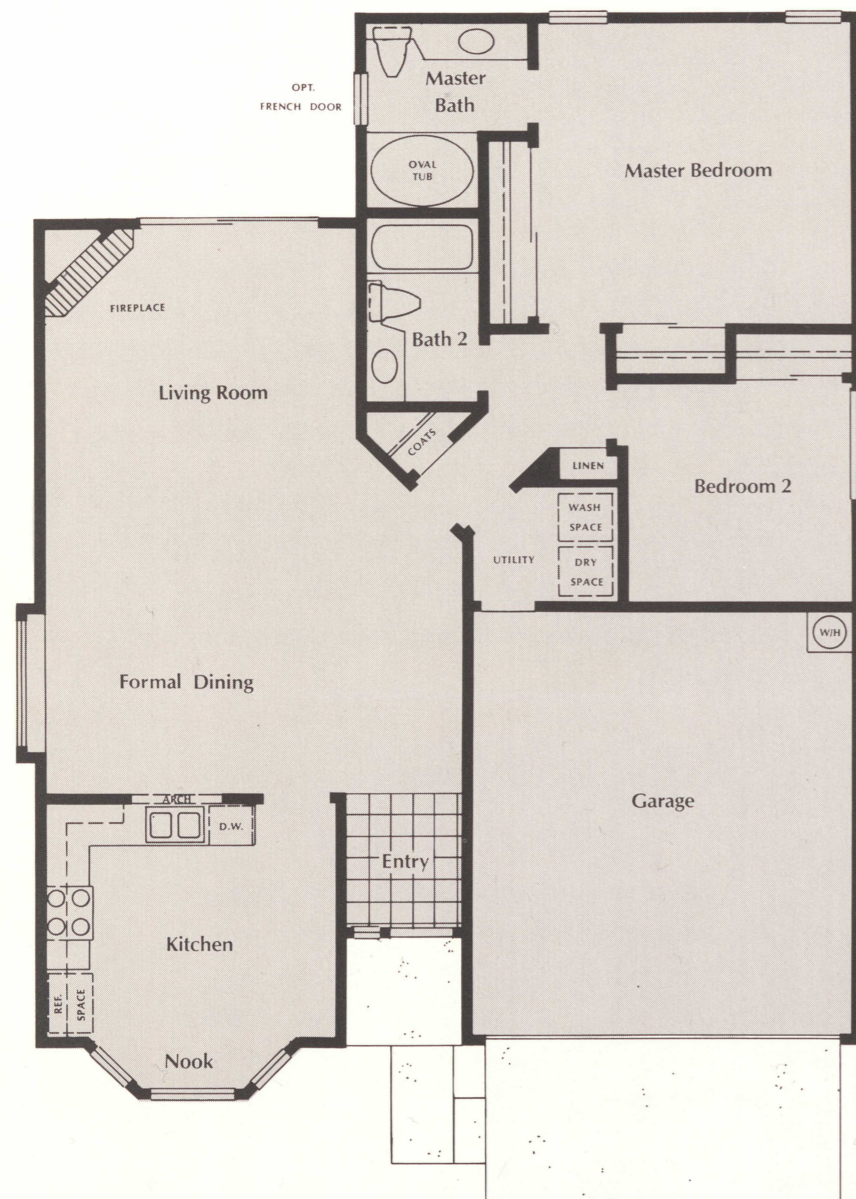 OPT.
FRENCH DOOR
Master
Bath
OVAL
TUB
Master Bedroom
FIREPLACE
Bath 2
Living Room
COATS
LINEN
Bedroom 2
WASH
SPACE
UTILITY
DRY
SPACE
W/H
Formal Dining
ARCH
D.W.
Garage
Entry
Kitchen
REF.
SPACE
Nook